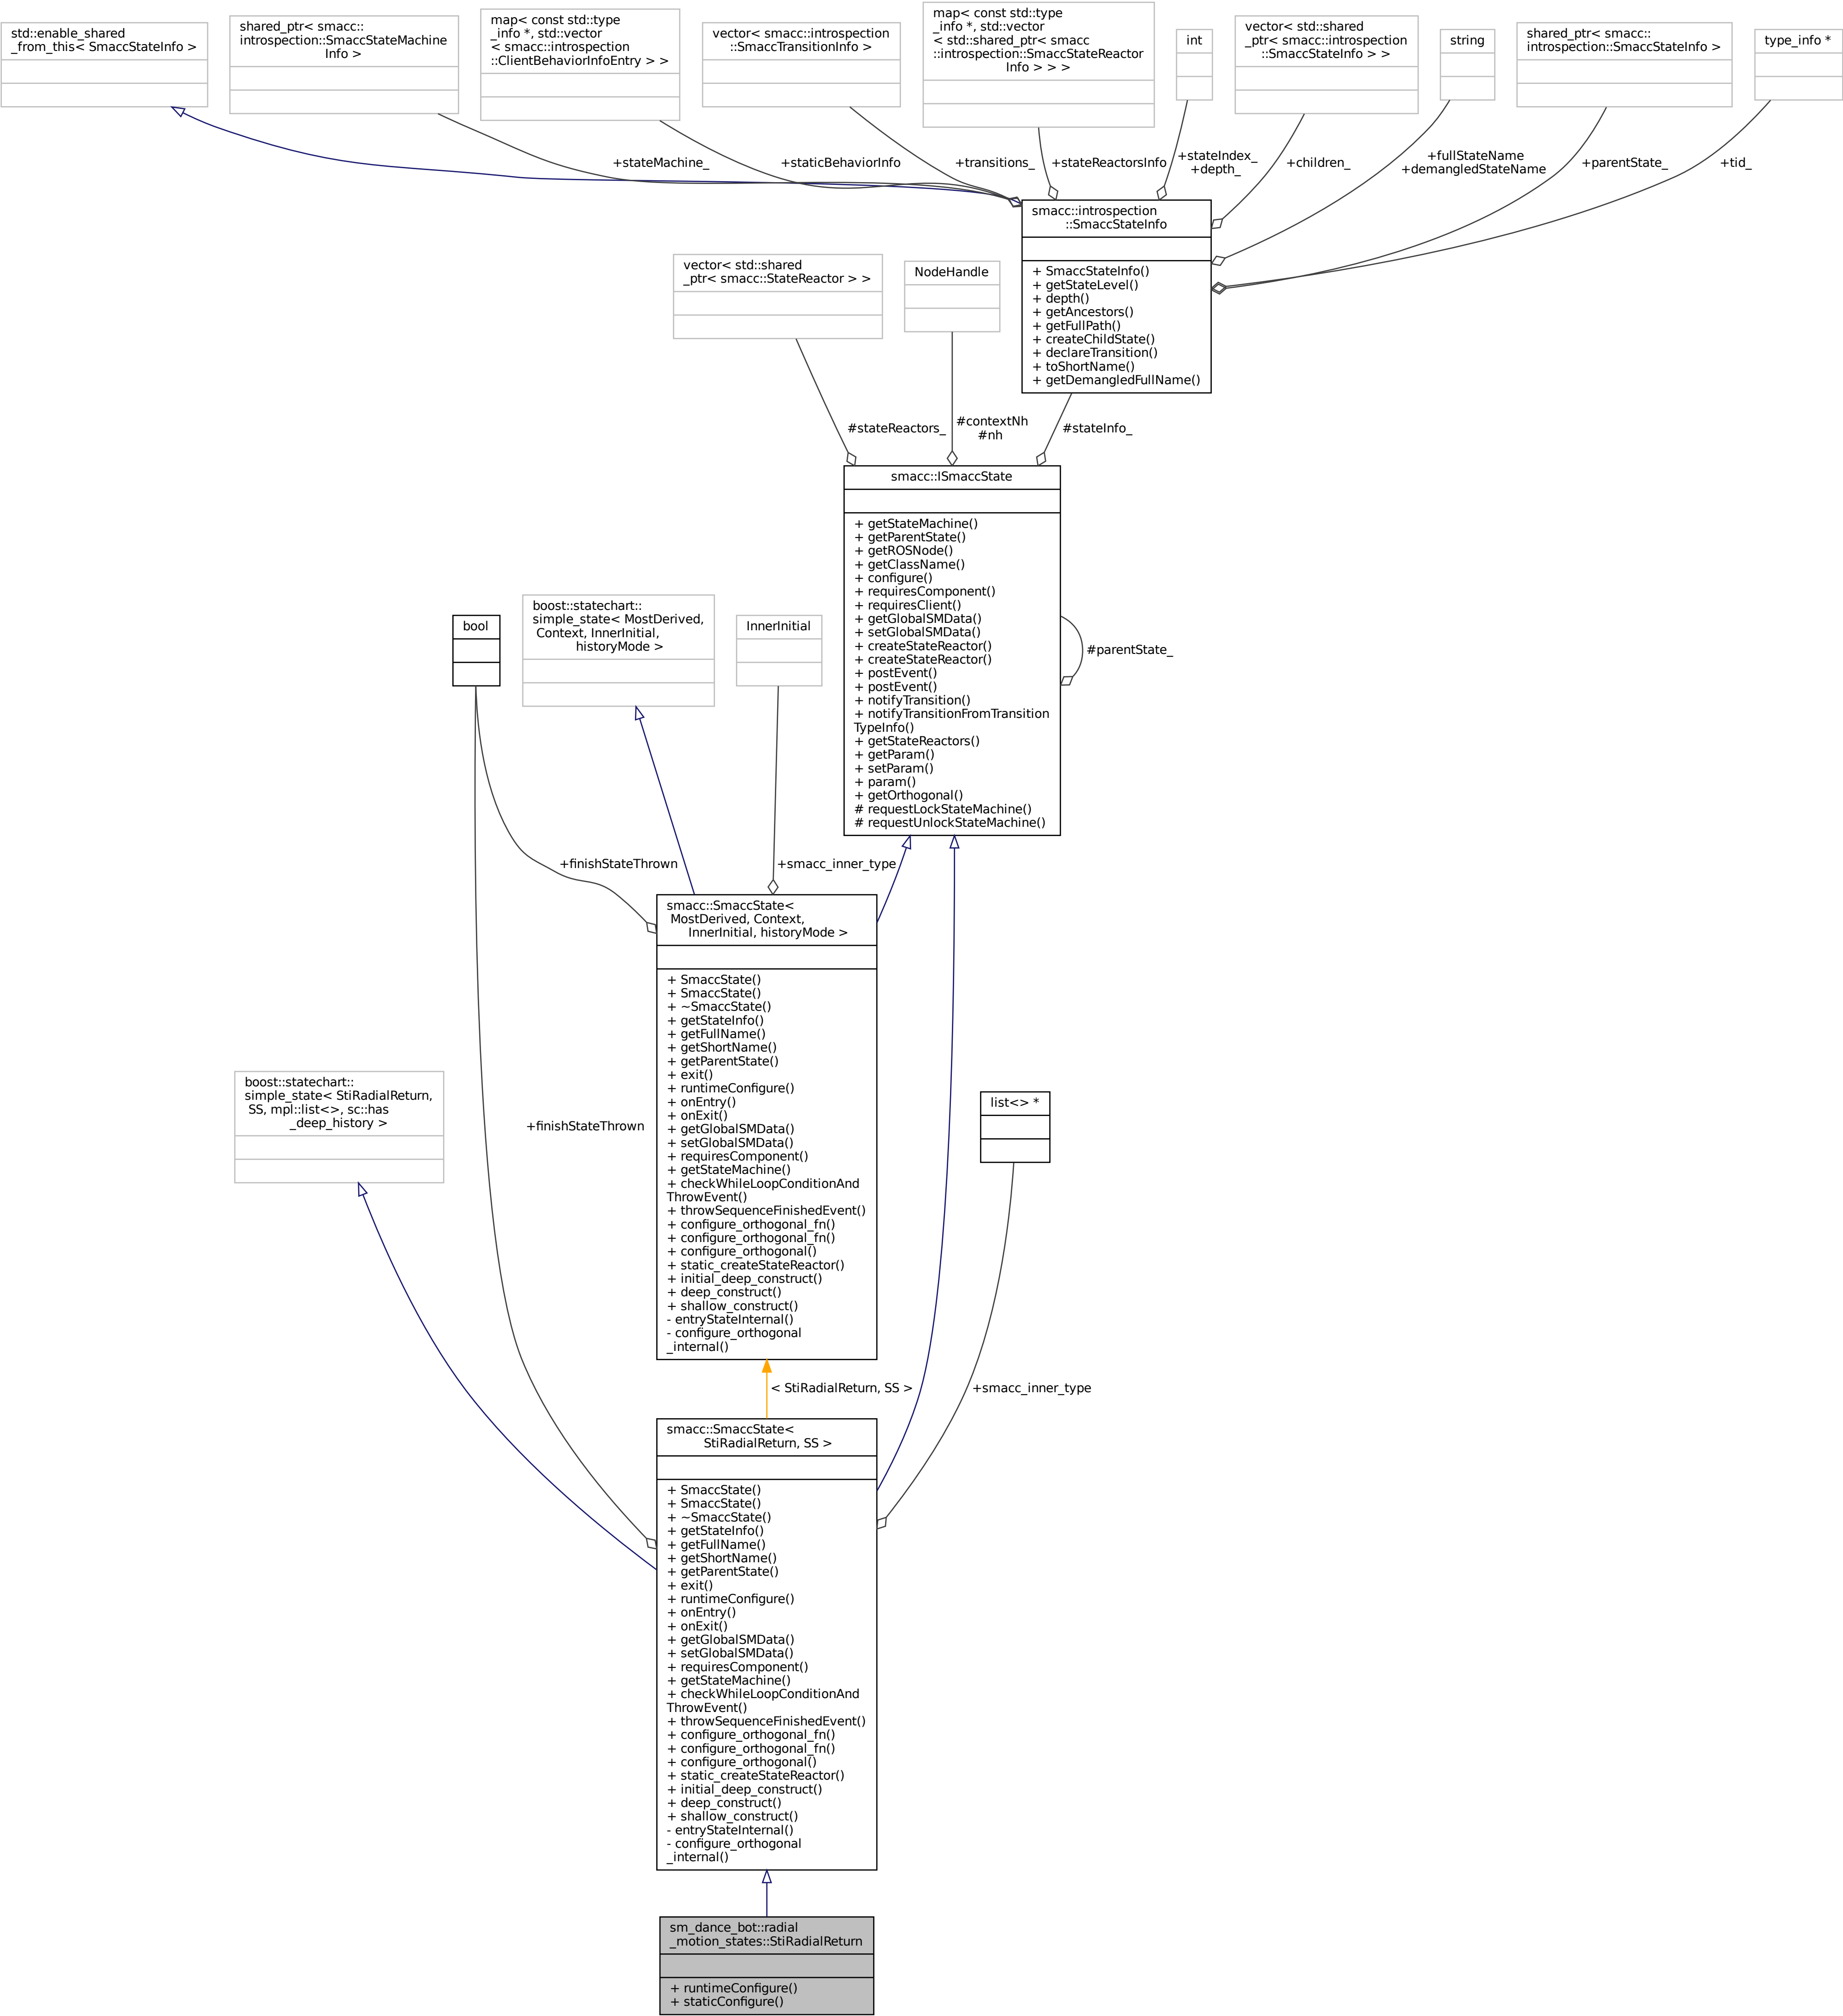 std::enable_shared
_from_this< SmaccStateInfo >
shared_ptr< smacc::
introspection::SmaccStateMachine
Info >
map< const std::type
_info *, std::vector
< smacc::introspection
::ClientBehaviorInfoEntry > >
vector< smacc::introspection
::SmaccTransitionInfo >
map< const std::type
_info *, std::vector
< std::shared_ptr< smacc
::introspection::SmaccStateReactor
Info > > >
int
vector< std::shared
_ptr< smacc::introspection
::SmaccStateInfo > >
string
shared_ptr< smacc::
introspection::SmaccStateInfo >
type_info *
+stateMachine_
+staticBehaviorInfo
+transitions_
+stateReactorsInfo
+stateIndex_
+depth_
+children_
+fullStateName
+demangledStateName
+parentState_
+tid_
smacc::introspection
::SmaccStateInfo
+ SmaccStateInfo()
+ getStateLevel()
+ depth()
+ getAncestors()
+ getFullPath()
+ createChildState()
+ declareTransition()
+ toShortName()
+ getDemangledFullName()
vector< std::shared
_ptr< smacc::StateReactor > >
NodeHandle
#stateReactors_
#contextNh
#nh
#stateInfo_
smacc::ISmaccState
+ getStateMachine()
+ getParentState()
+ getROSNode()
+ getClassName()
+ configure()
+ requiresComponent()
+ requiresClient()
+ getGlobalSMData()
+ setGlobalSMData()
+ createStateReactor()
+ createStateReactor()
+ postEvent()
+ postEvent()
+ notifyTransition()
+ notifyTransitionFromTransition
TypeInfo()
+ getStateReactors()
+ getParam()
+ setParam()
+ param()
+ getOrthogonal()
# requestLockStateMachine()
# requestUnlockStateMachine()
#parentState_
bool
boost::statechart::
simple_state< MostDerived,
Context, InnerInitial,
historyMode >
InnerInitial
+finishStateThrown
+smacc_inner_type
smacc::SmaccState<
MostDerived, Context,
InnerInitial, historyMode >
+ SmaccState()
+ SmaccState()
+ ~SmaccState()
+ getStateInfo()
+ getFullName()
+ getShortName()
+ getParentState()
+ exit()
+ runtimeConfigure()
+ onEntry()
+ onExit()
+ getGlobalSMData()
+ setGlobalSMData()
+ requiresComponent()
+ getStateMachine()
+ checkWhileLoopConditionAnd
ThrowEvent()
+ throwSequenceFinishedEvent()
+ configure_orthogonal_fn()
+ configure_orthogonal_fn()
+ configure_orthogonal()
+ static_createStateReactor()
+ initial_deep_construct()
+ deep_construct()
+ shallow_construct()
- entryStateInternal()
- configure_orthogonal
_internal()
boost::statechart::
simple_state< StiRadialReturn,
SS, mpl::list<>, sc::has
_deep_history >
+finishStateThrown
list<> *
< StiRadialReturn, SS >
+smacc_inner_type
smacc::SmaccState<
StiRadialReturn, SS >
+ SmaccState()
+ SmaccState()
+ ~SmaccState()
+ getStateInfo()
+ getFullName()
+ getShortName()
+ getParentState()
+ exit()
+ runtimeConfigure()
+ onEntry()
+ onExit()
+ getGlobalSMData()
+ setGlobalSMData()
+ requiresComponent()
+ getStateMachine()
+ checkWhileLoopConditionAnd
ThrowEvent()
+ throwSequenceFinishedEvent()
+ configure_orthogonal_fn()
+ configure_orthogonal_fn()
+ configure_orthogonal()
+ static_createStateReactor()
+ initial_deep_construct()
+ deep_construct()
+ shallow_construct()
- entryStateInternal()
- configure_orthogonal
_internal()
sm_dance_bot::radial
_motion_states::StiRadialReturn
+ runtimeConfigure()
+ staticConfigure()